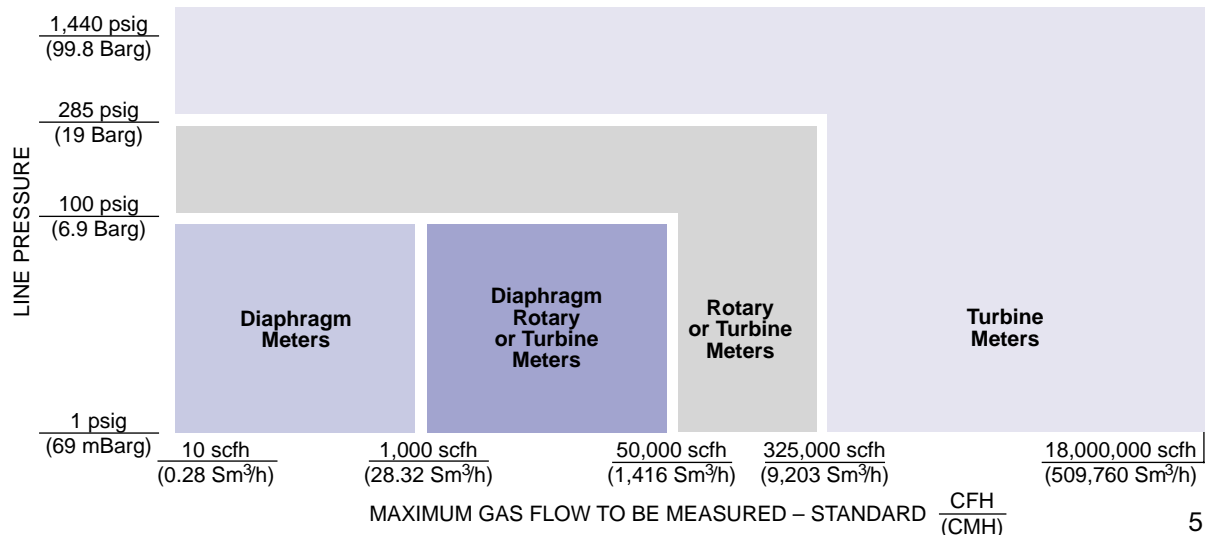 1,440 psig
(99.8 Barg)
285 psig
(19 Barg)
100 psig
(6.9 Barg)
1 psig
(69 mBarg)
LINE PRESSURE
Diaphragm
Meters
Diaphragm
Rotary
or Turbine
Meters
Rotary
or Turbine
Meters
Turbine
Meters
10 scfh
(0.28 Sm³/h)
1,000 scfh
(28.32 Sm³/h)
50,000 scfh
(1,416 Sm³/h)
325,000 scfh
(9,203 Sm³/h)
18,000,000 scfh
(509,760 Sm³/h)
MAXIMUM GAS FLOW TO BE MEASURED – STANDARD CFH
(CMH)
5